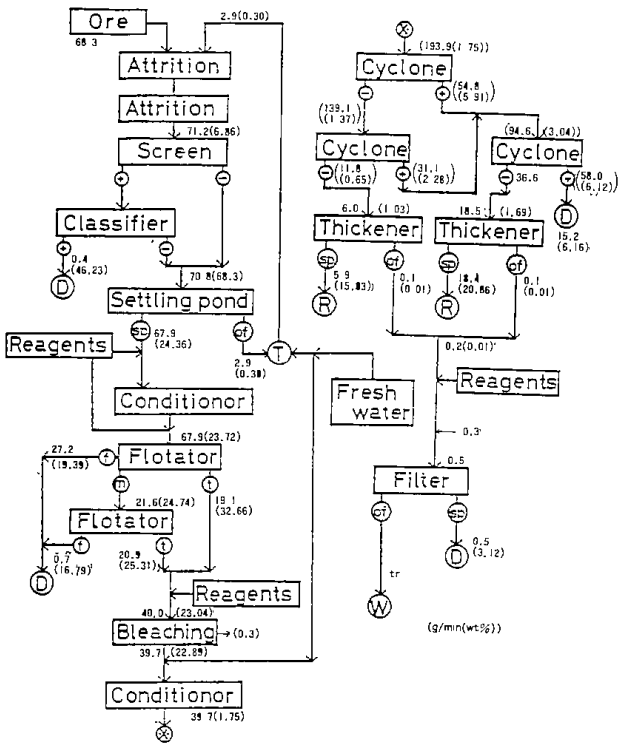 Ore
68.3
2.9(0.30)
Attrition
Attrition
71.2(6.86)
Screen
+
-
Classifier
+
-
0.4
(46.23)
D
70.8(68.3)
Settling pond
sp
67.9
(24.36)
of
2.9
(0.38)
T
Reagents
Fresh
water
Conditionor
67.9(23.72)
27.2
(19.39)
f
Flotator
m
t
21.6(24.74)
19.1
(32.66)
Flotator
f
t
0.7
(16.79)
20.9
(25.31)
D
Reagents
40.0
(23.04)
Bleaching
(0.3)
39.7
(22.89)
Conditionor
39.7(1.75)
X
X
(193.9(1.75))
Cyclone
-
+
(139.1
(1.37))
(54.8
(5.91))
(94.6
(3.04))
Cyclone
Cyclone
-
(11.8
(0.65))
+
(31.1
(2.28))
-
36.6
+
(58.0
(6.12))
D
15.2
(6.16)
6.0
(1.03)
18.5
(1.69)
Thickener
Thickener
sp
of
sp
of
5.9
(15.83)
R
0.1
(0.01)
18.4
(20.86)
R
0.1
(0.01)
0.2(0.01)
Reagents
0.3
0.5
Filter
of
sp
0.5
(3.12)
D
tr
W
(g/min(wt%))